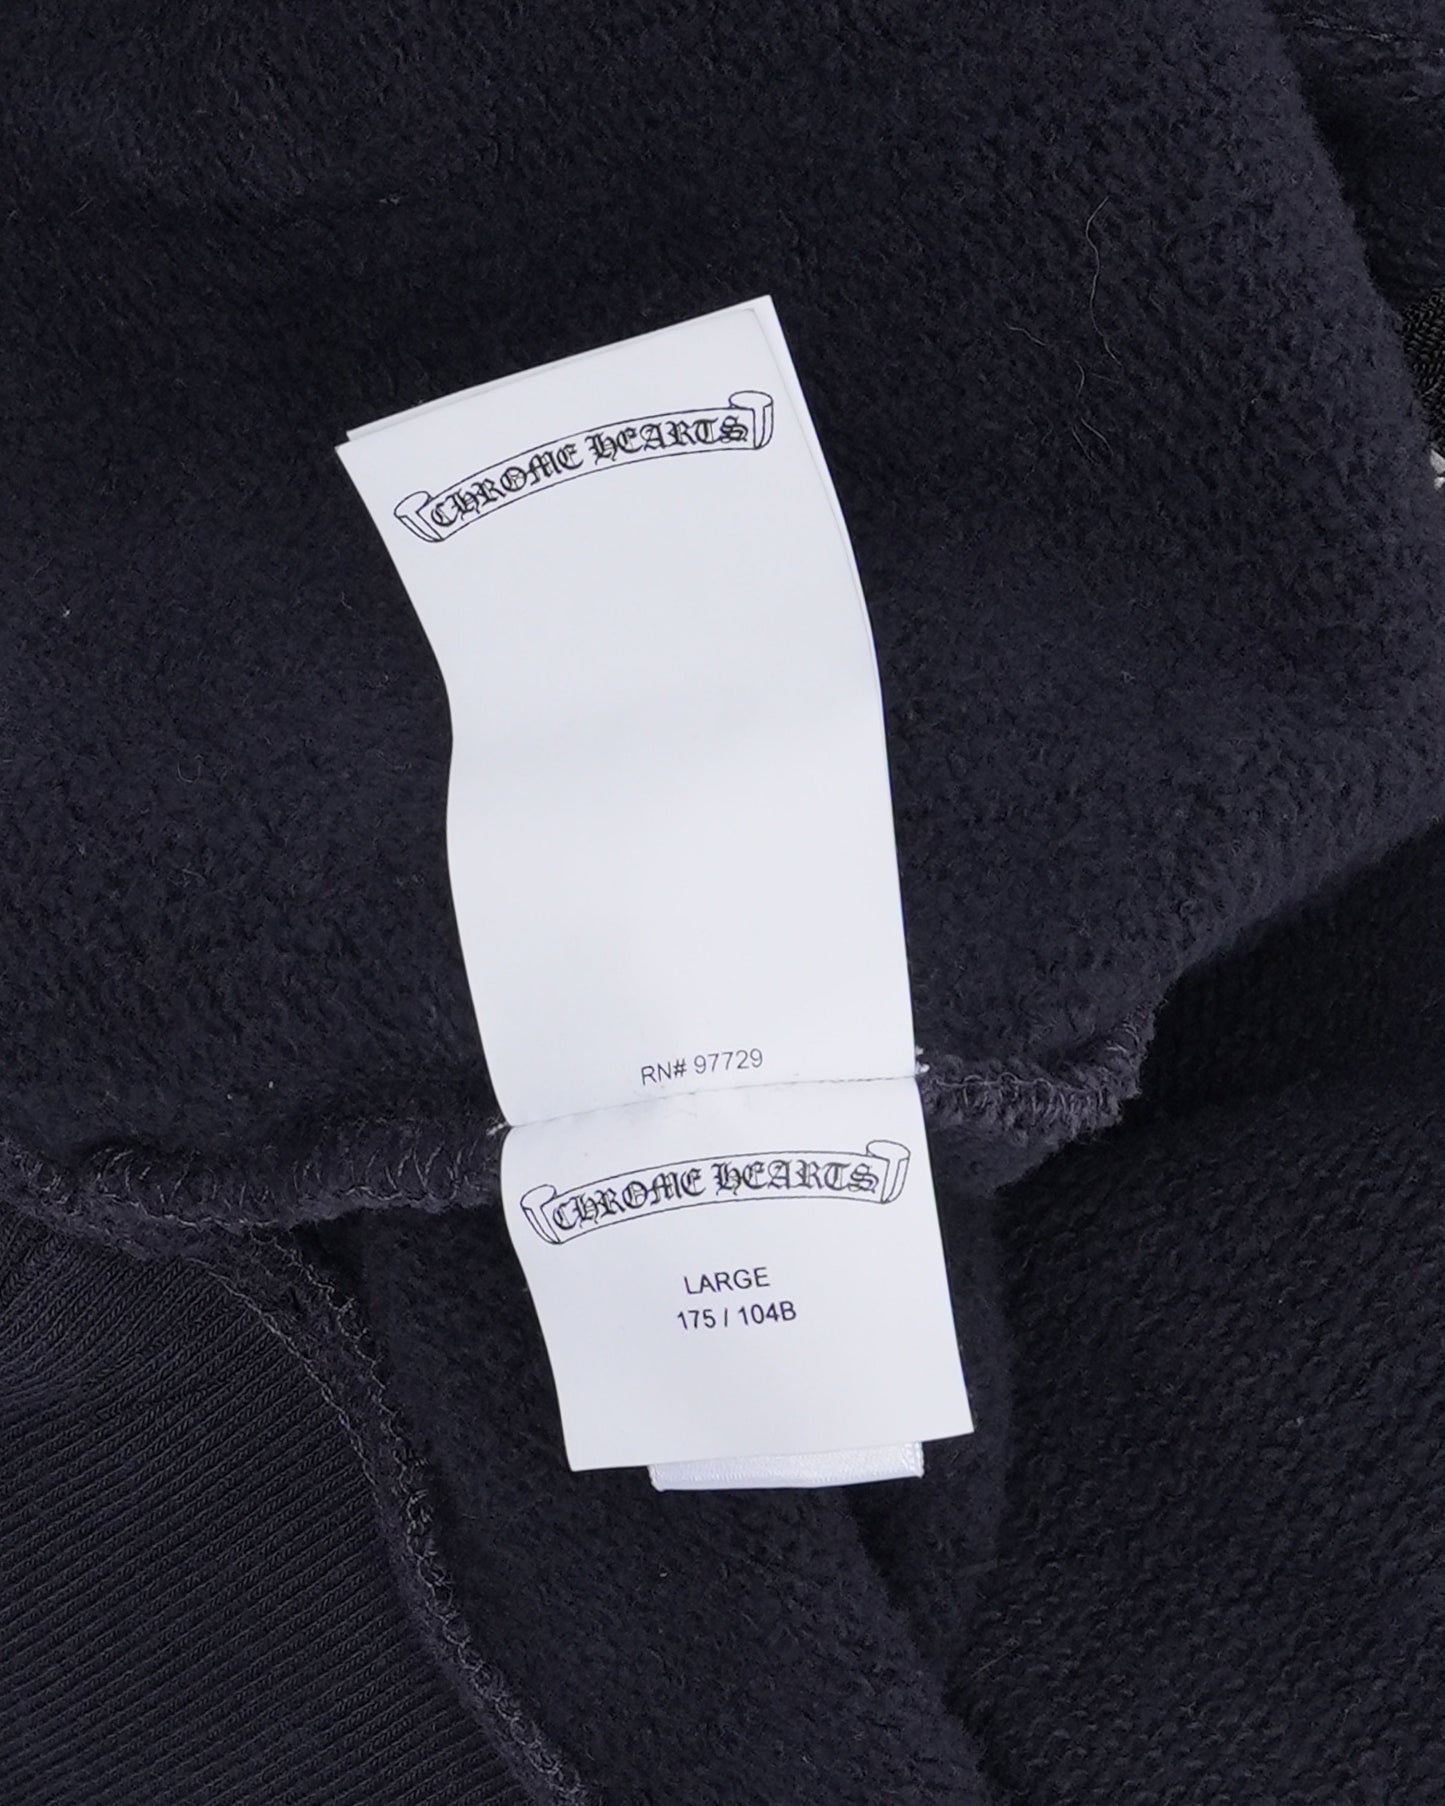 CHROME HEARTS
RN# 97729
CHROME HEARTS
LARGE
175 / 104B